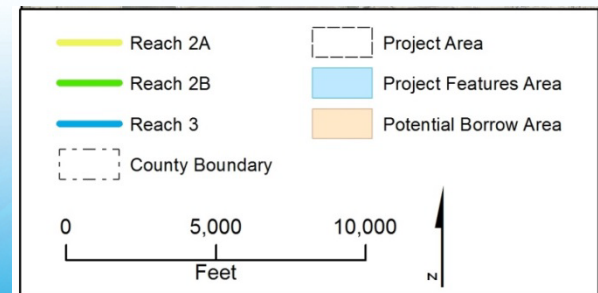 Reach 2A
Reach 2B
Reach 3
County Boundary
Project Area
Project Features Area
Potential Borrow Area
0 5,000 10,000
Feet
N